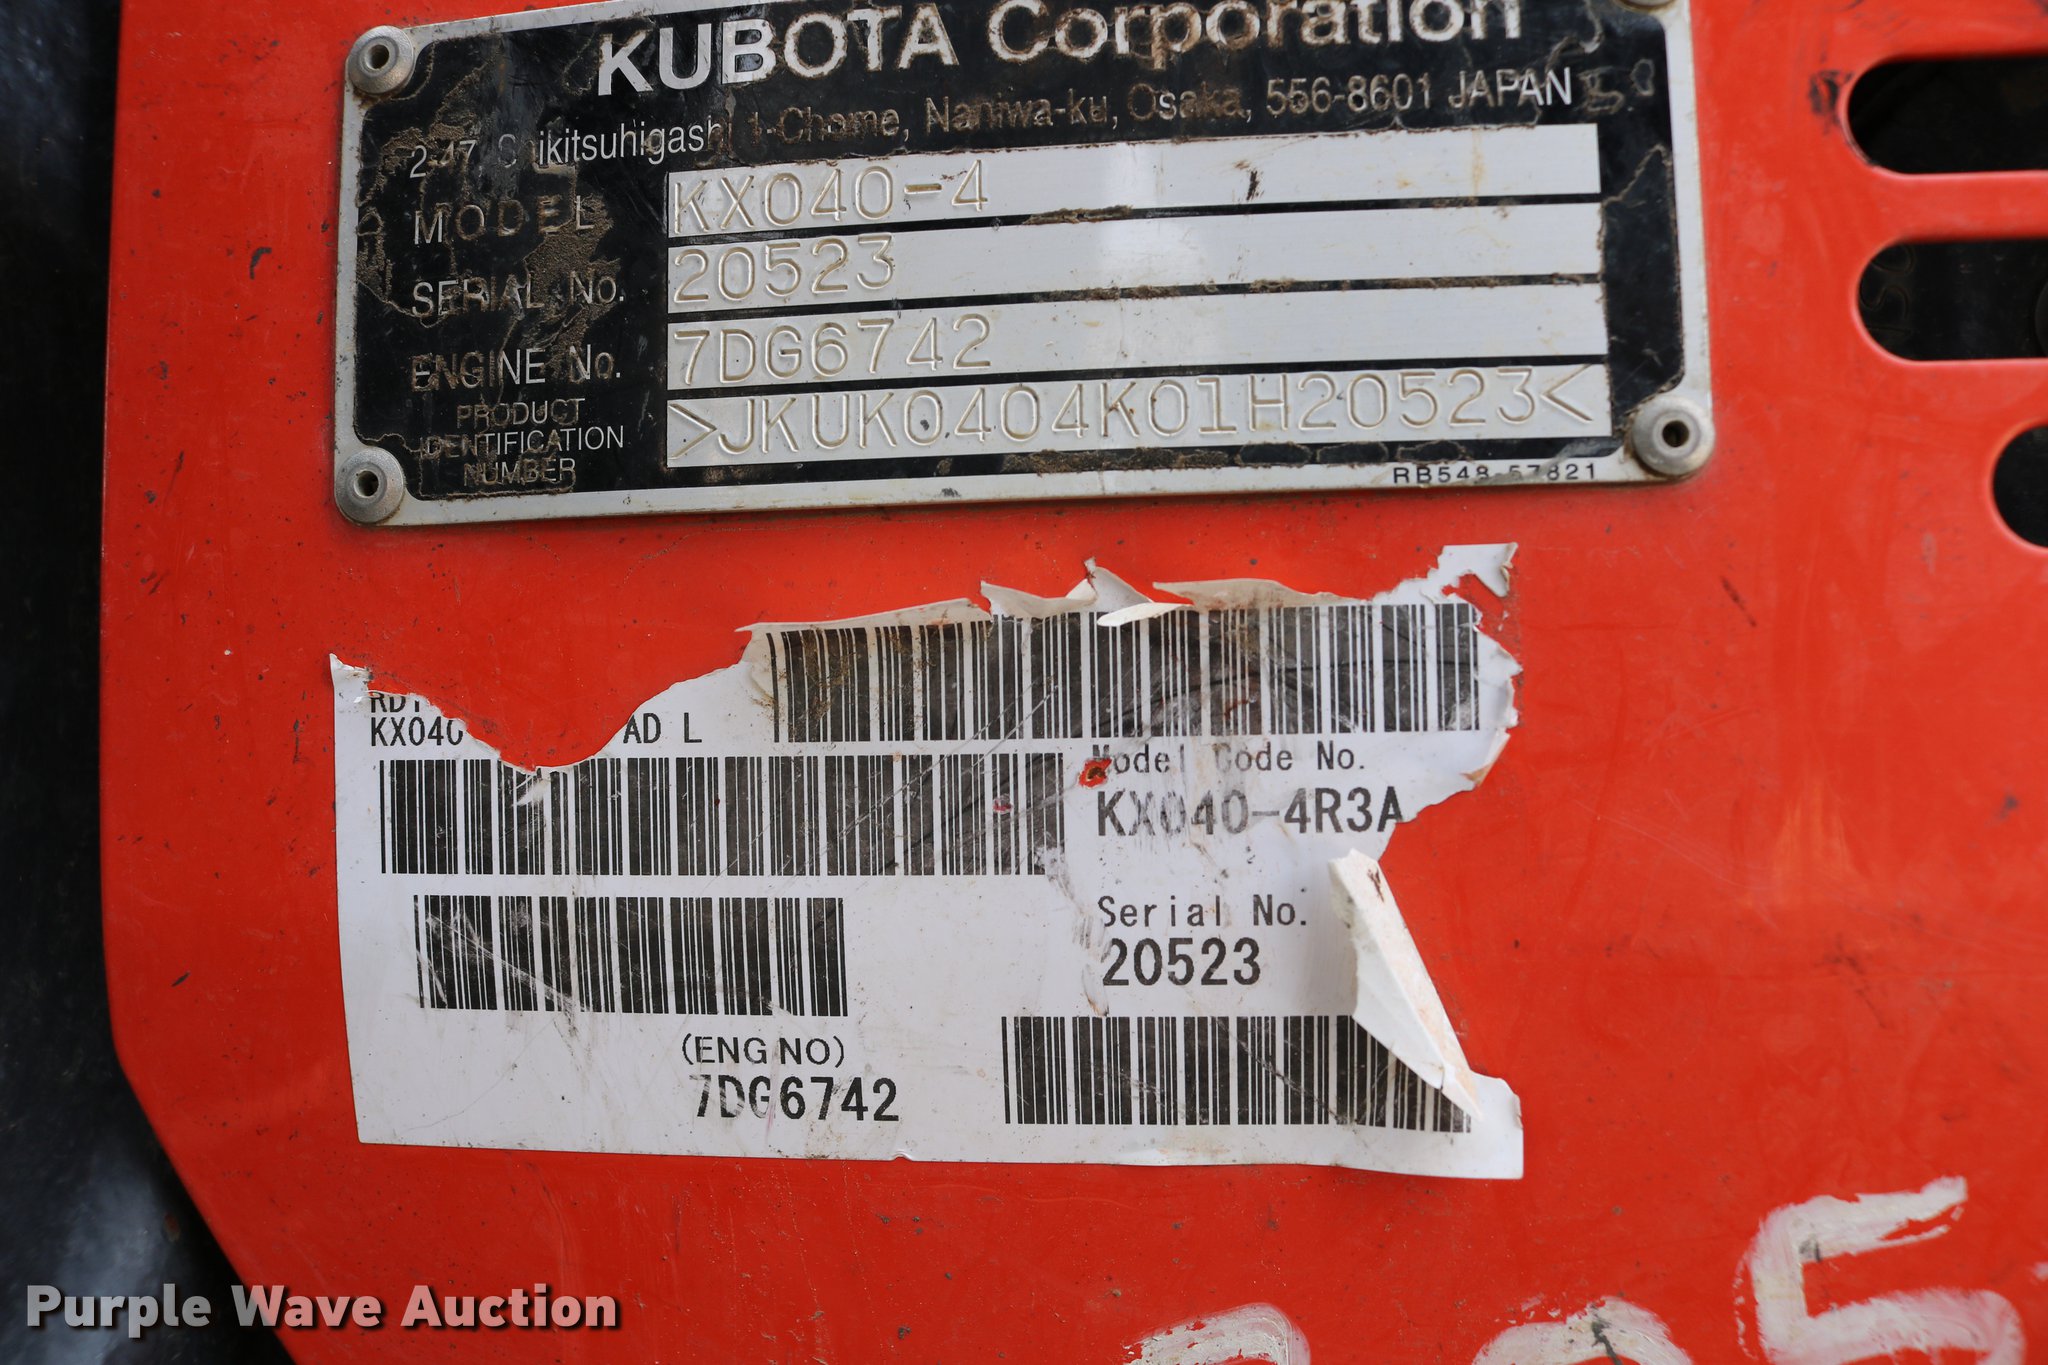 KUBOTA Corporation
2-47, Shikitsuhigashi 1-Chome, Naniwa-ku, Osaka, 556-8601 JAPAN
MODEL KX040-4
SERIAL No. 20523
ENGINE No. 7DG6742
PRODUCT IDENTIFICATION NUMBER >JKUK0404K01H20523<
RB548-57821
KX040 AD L
Model Code No.
KX040-4R3A
Serial No.
20523
(ENG NO)
7DG6742
Purple Wave Auction